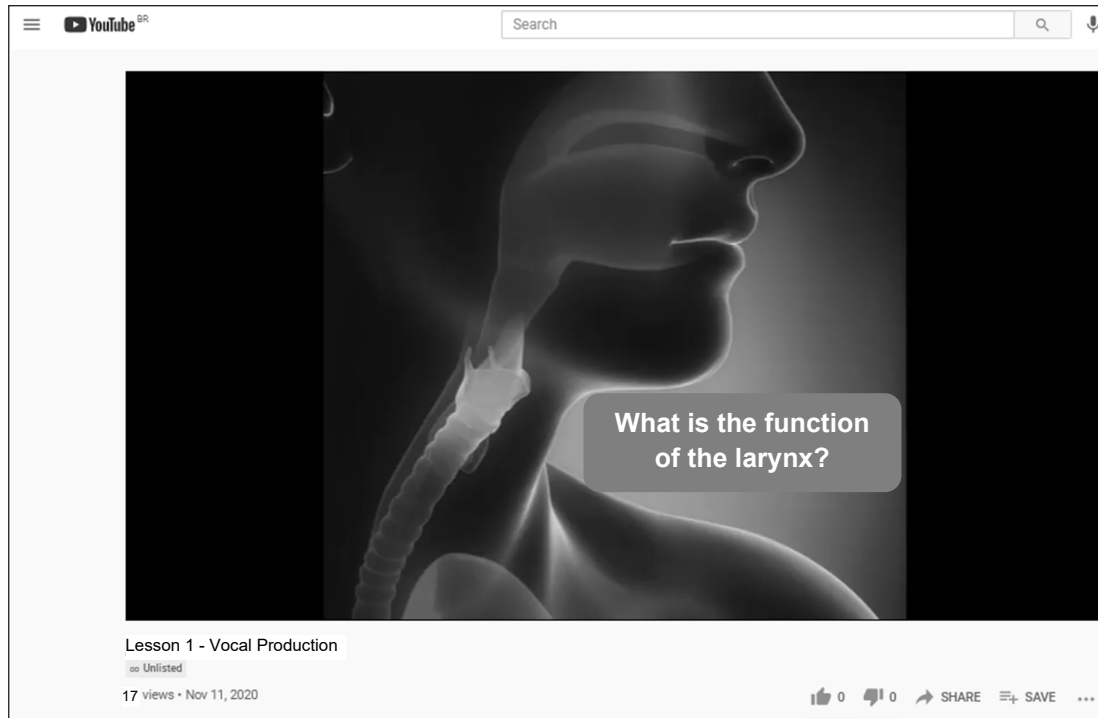 YouTube BR
Search
What is the function
of the larynx?
Lesson 1 - Vocal Production
Unlisted
17 views • Nov 11, 2020
0 0 SHARE SAVE